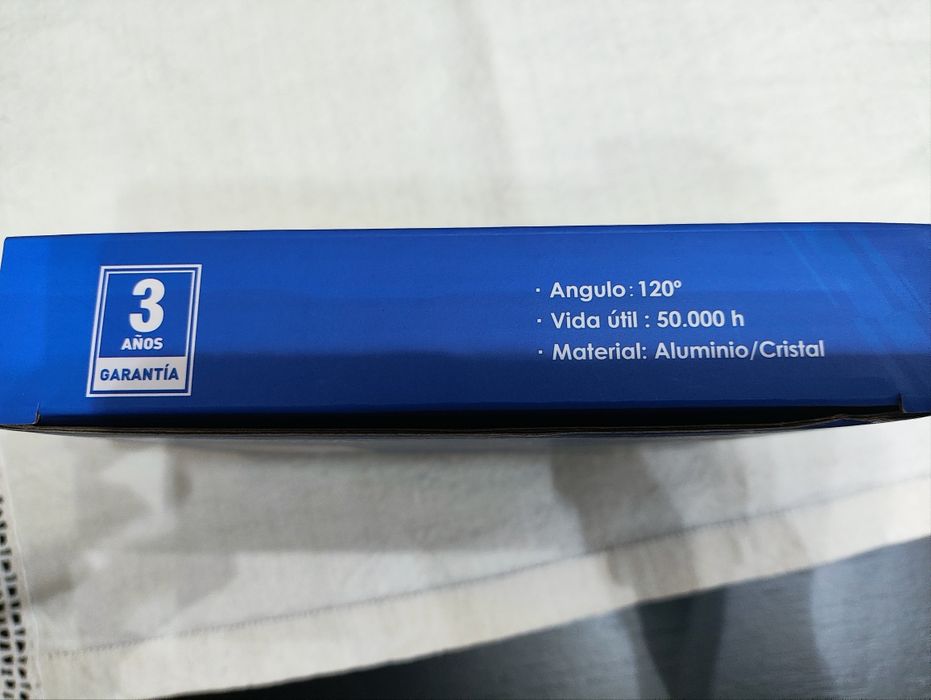 3
AÑOS
GARANTÍA
· Angulo: 120º
· Vida útil : 50.000 h
· Material: Aluminio/Cristal